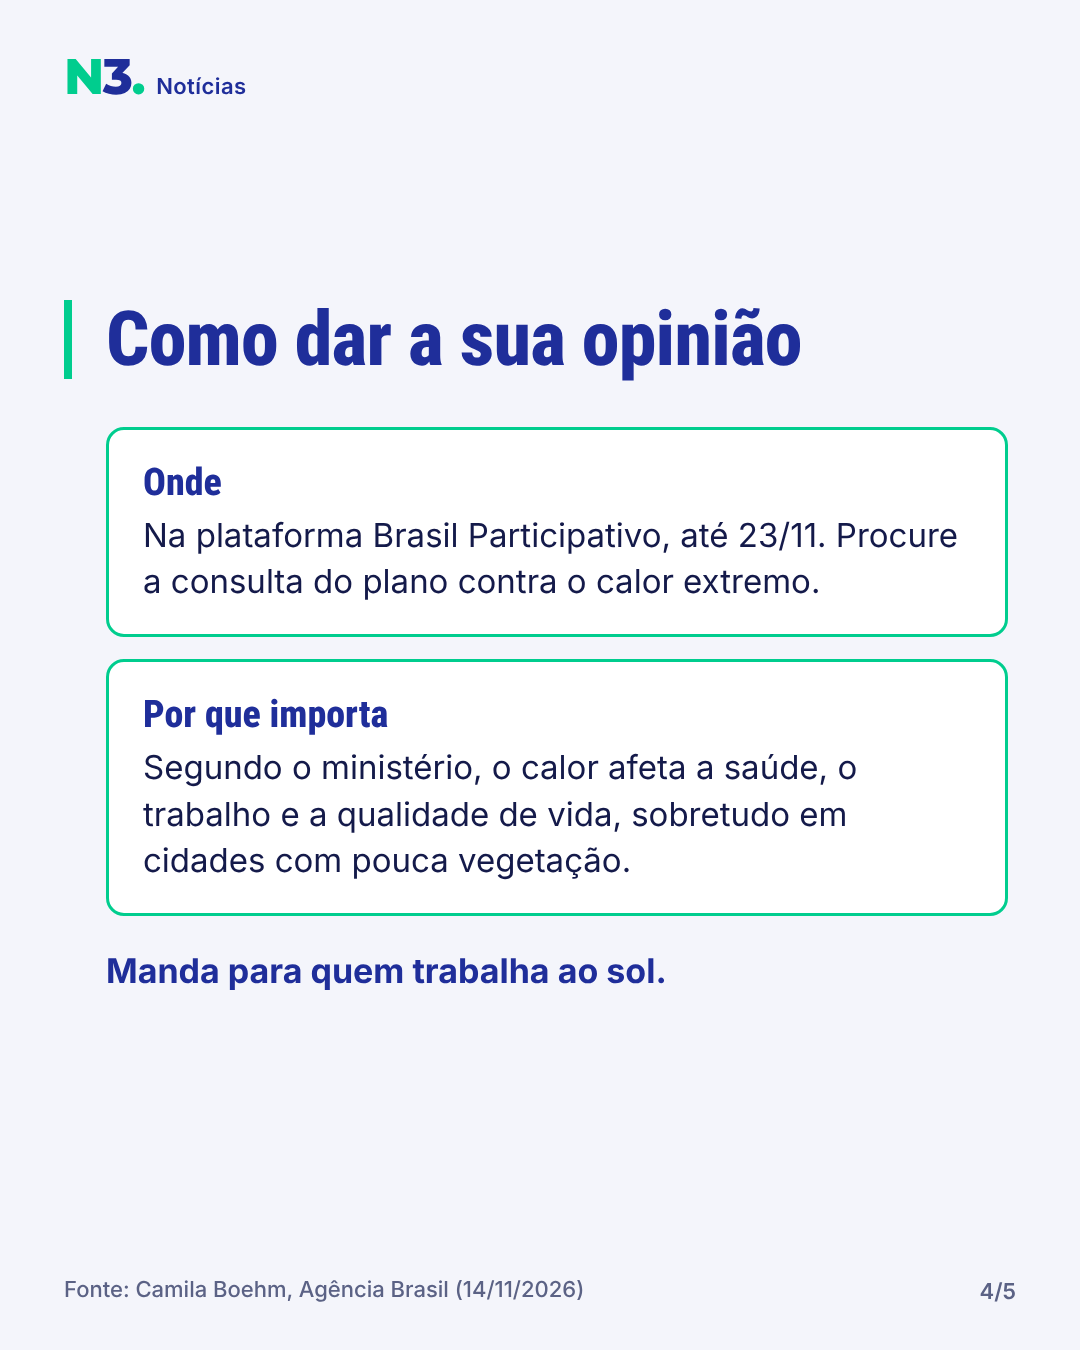 N3. Notícias
Como dar a sua opinião
Onde
Na plataforma Brasil Participativo, até 23/11. Procure
a consulta do plano contra o calor extremo.
Por que importa
Segundo o ministério, o calor afeta a saúde, o
trabalho e a qualidade de vida, sobretudo em
cidades com pouca vegetação.
Manda para quem trabalha ao sol.
Fonte: Camila Boehm, Agência Brasil (14/11/2026)
4/5